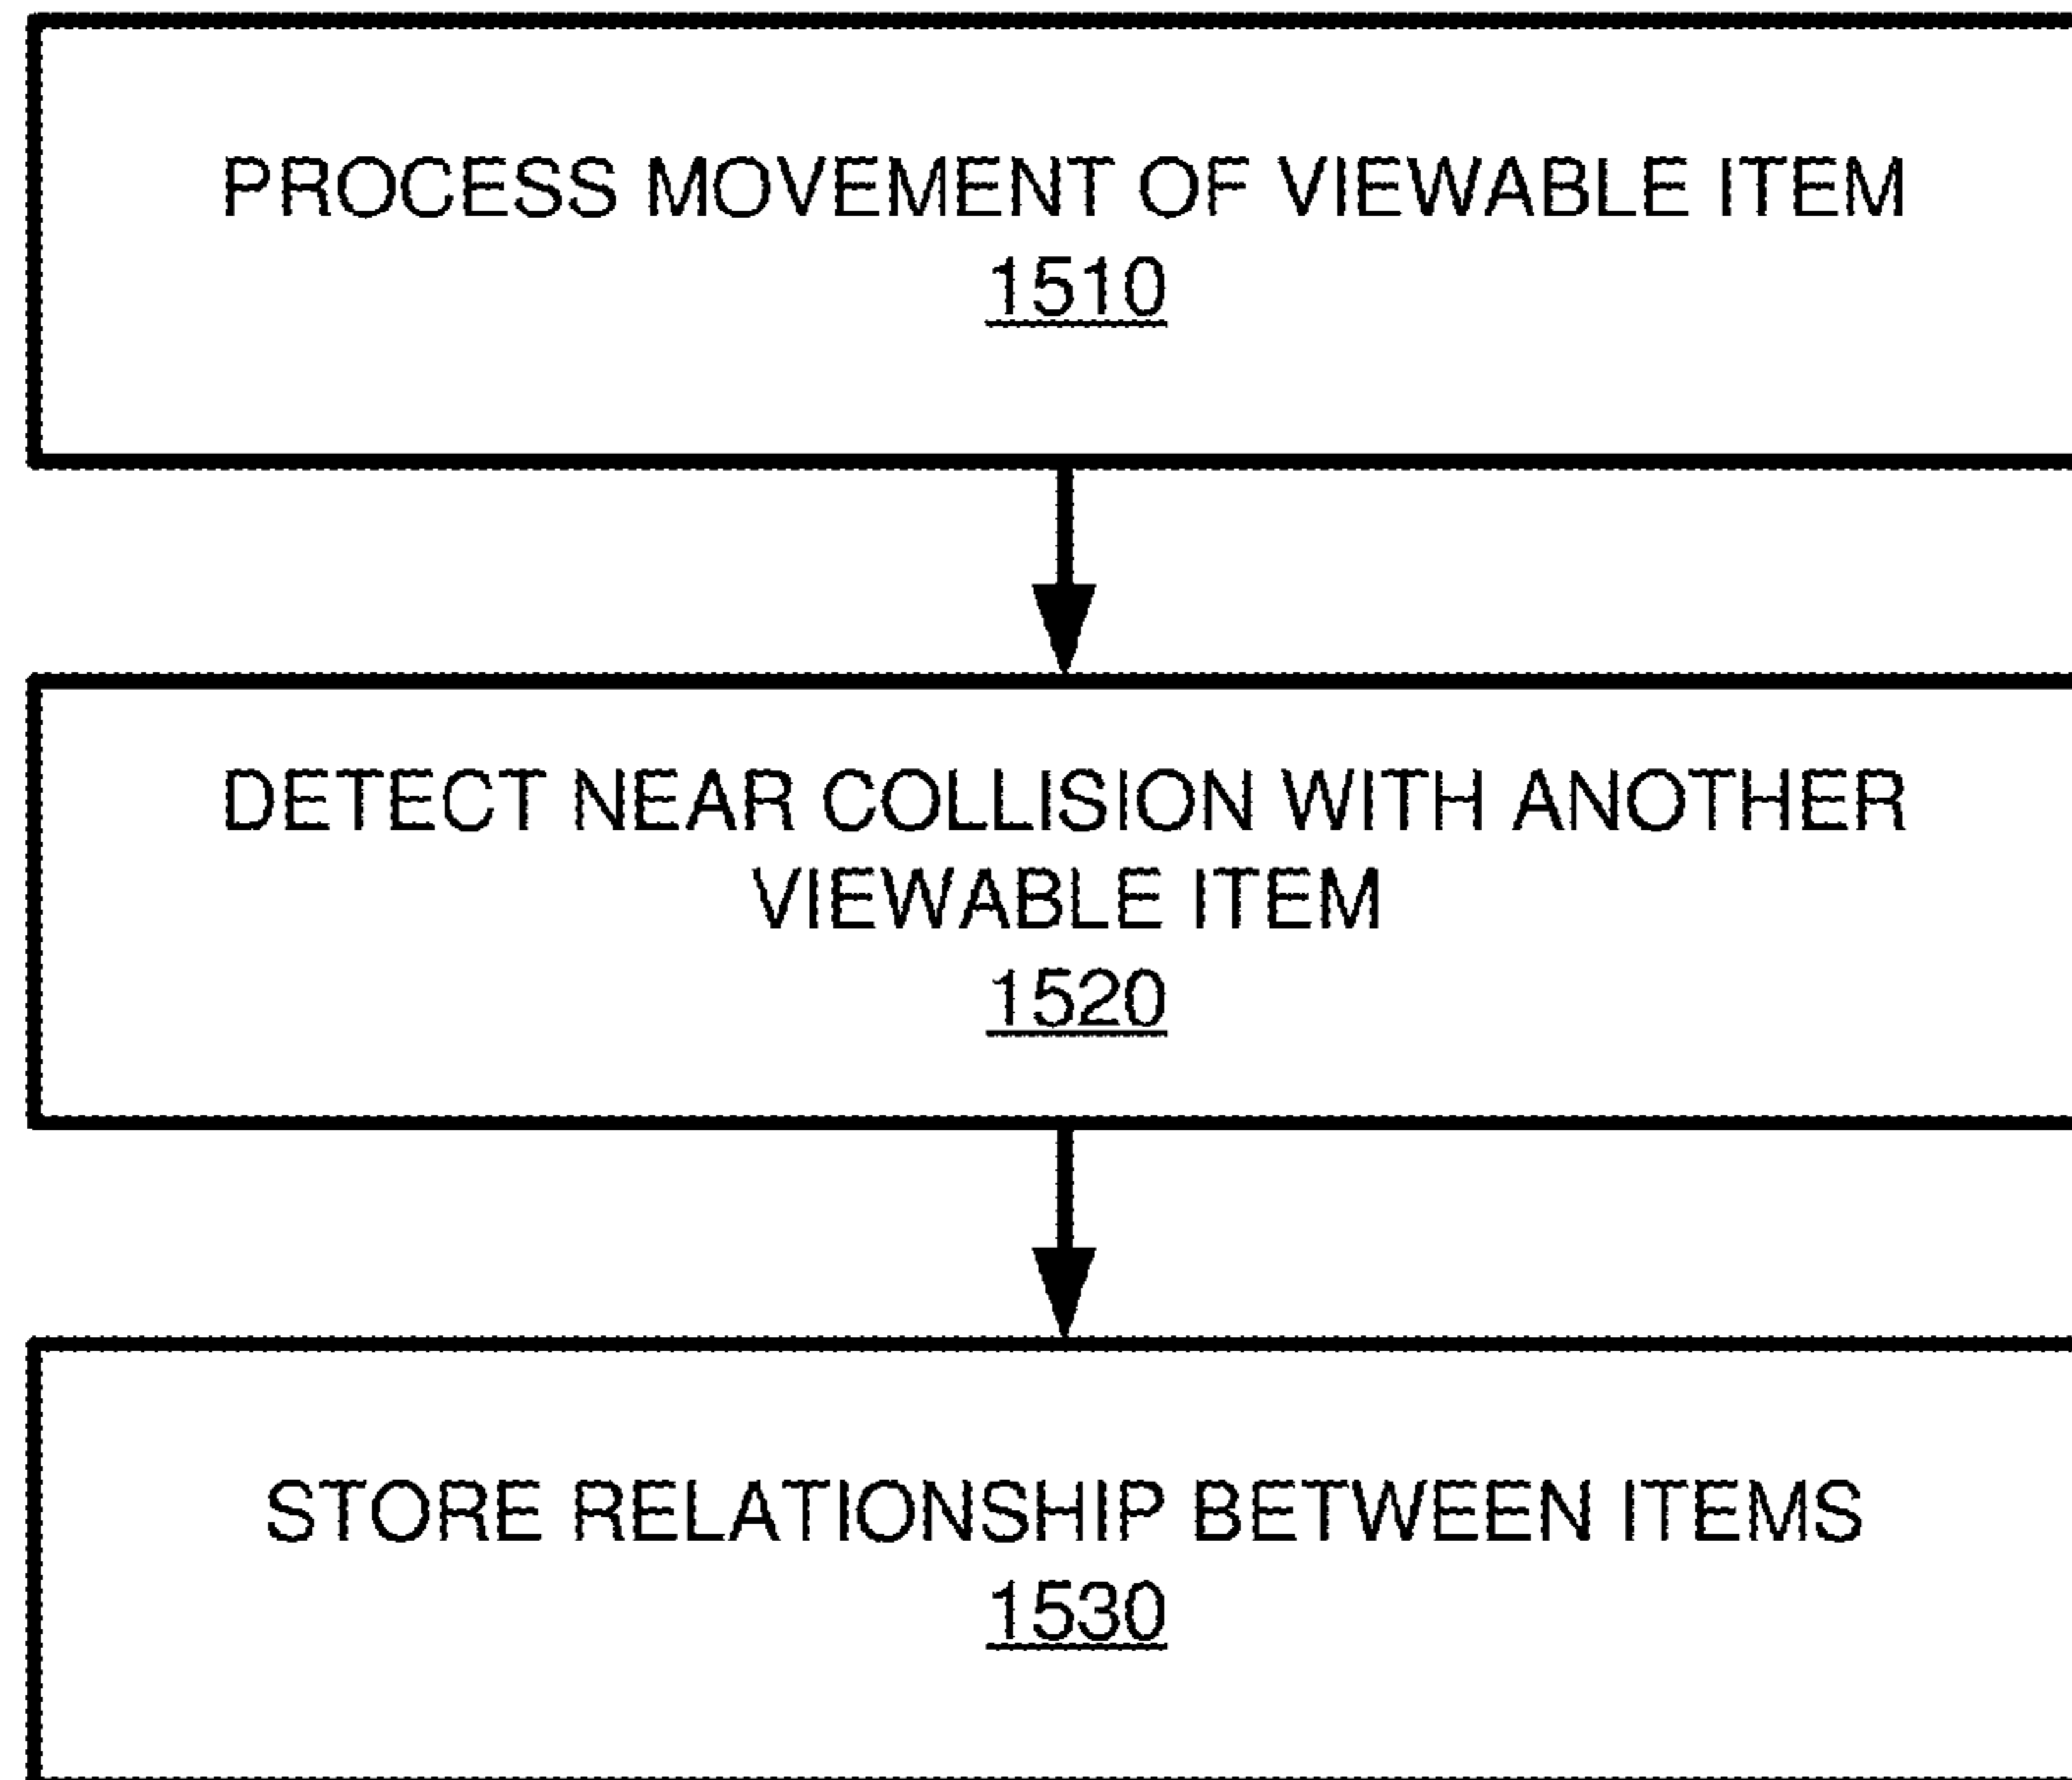 PROCESS MOVEMENT OF VIEWABLE ITEM
1510
DETECT NEAR COLLISION WITH ANOTHER
VIEWABLE ITEM
1520
STORE RELATIONSHIP BETWEEN ITEMS
1530